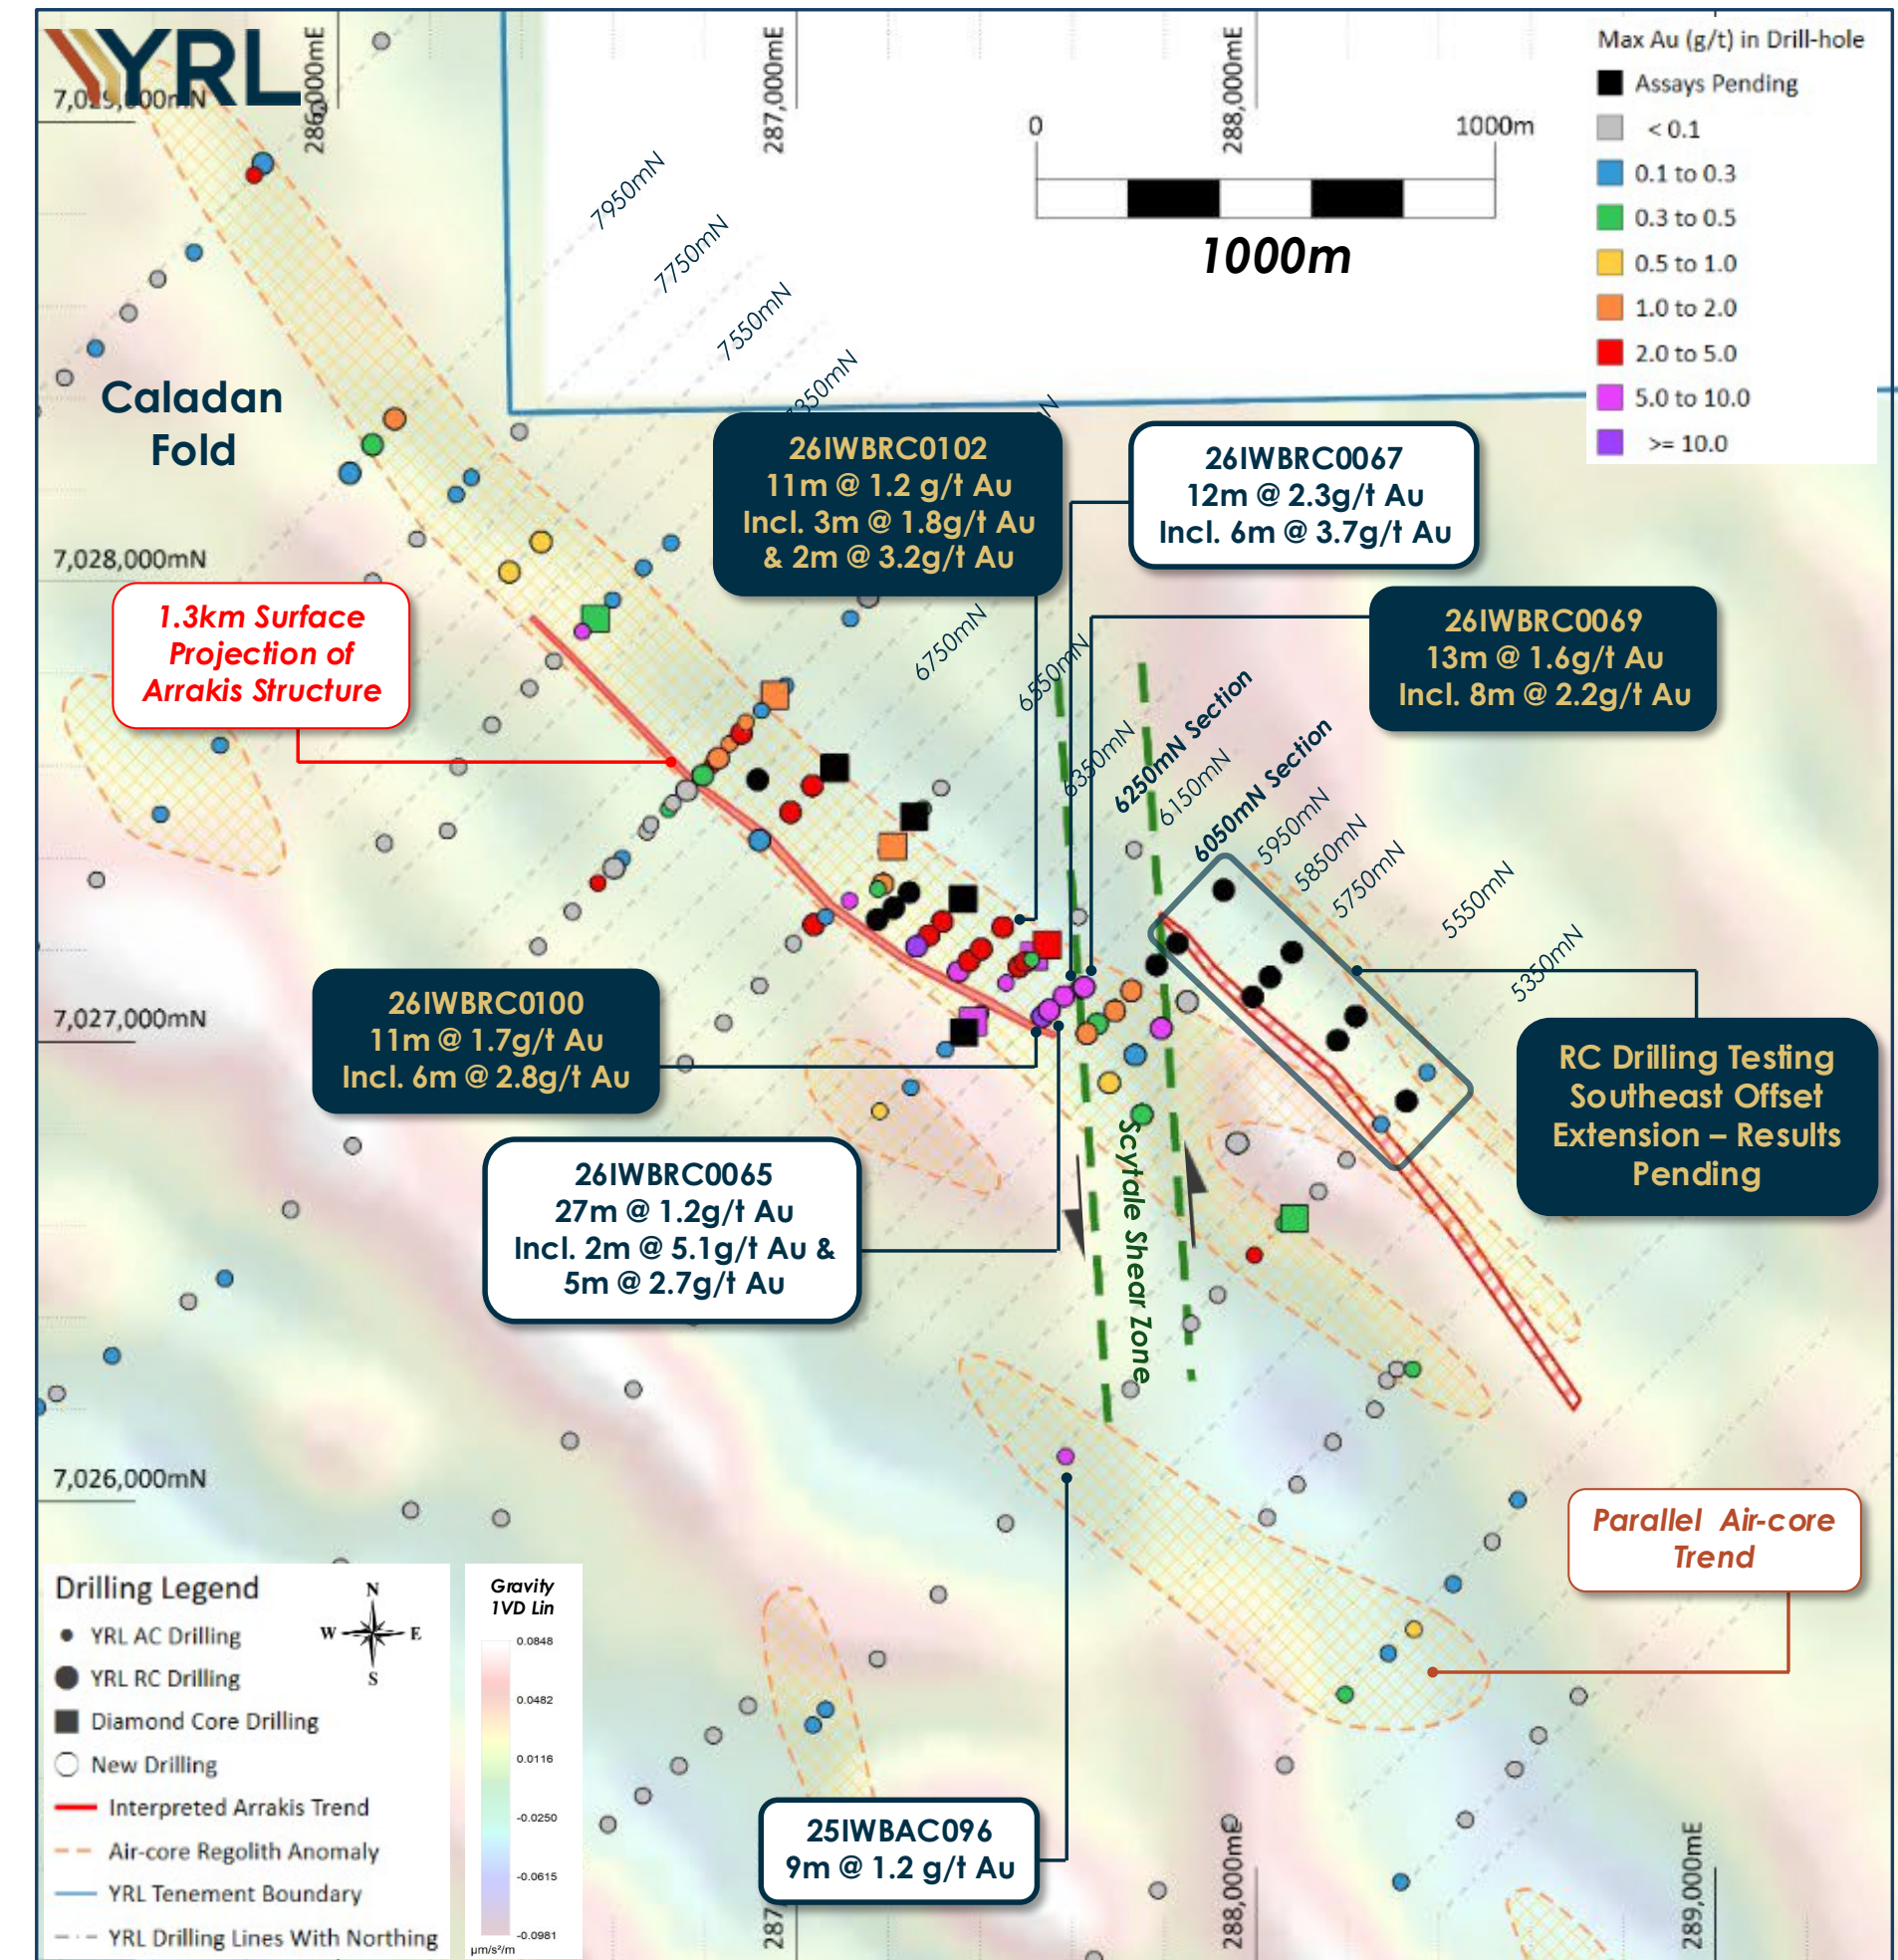 YRL
7,029,000mN
286,000mE
287,000mE
288,000mE
0
1000m
1000m
Max Au (g/t) in Drill-hole
Assays Pending
< 0.1
0.1 to 0.3
0.3 to 0.5
0.5 to 1.0
1.0 to 2.0
2.0 to 5.0
5.0 to 10.0
>= 10.0
7950mN
7750mN
7550mN
7350mN
Caladan
Fold
26IWBRC0102
11m @ 1.2 g/t Au
Incl. 3m @ 1.8g/t Au
& 2m @ 3.2g/t Au
26IWBRC0067
12m @ 2.3g/t Au
Incl. 6m @ 3.7g/t Au
7,028,000mN
1.3km Surface
Projection of
Arrakis Structure
26IWBRC0069
13m @ 1.6g/t Au
Incl. 8m @ 2.2g/t Au
6750mN
6550mN
6350mN
6250mN Section
6150mN
6050mN Section
5950mN
5850mN
5750mN
5550mN
5350mN
26IWBRC0100
11m @ 1.7g/t Au
Incl. 6m @ 2.8g/t Au
7,027,000mN
RC Drilling Testing
Southeast Offset
Extension – Results
Pending
26IWBRC0065
27m @ 1.2g/t Au
Incl. 2m @ 5.1g/t Au &
5m @ 2.7g/t Au
Scytale Shear Zone
7,026,000mN
Parallel Air-core
Trend
25IWBAC096
9m @ 1.2 g/t Au
Drilling Legend
N
W
E
S
YRL AC Drilling
YRL RC Drilling
Diamond Core Drilling
New Drilling
Interpreted Arrakis Trend
Air-core Regolith Anomaly
YRL Tenement Boundary
YRL Drilling Lines With Northing
Gravity
1VD Lin
0.0848
0.0482
0.0116
-0.0250
-0.0615
-0.0981
µm/s²/m
287
288,000mE
289,000mE